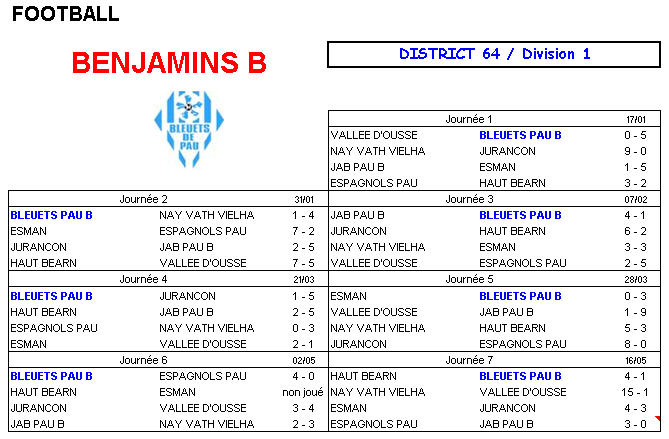 FOOTBALL
BENJAMINS B
DISTRICT 64 / Division 1
BLEUETS
DE
PAU
Journée 1 17/01
VALLEE D'OUSSE BLEUETS PAU B 0 - 5
NAY VATH VIELHA JURANCON 9 - 0
JAB PAU B ESMAN 1 - 5
ESPAGNOLS PAU HAUT BEARN 3 - 2
Journée 2 31/01
BLEUETS PAU B NAY VATH VIELHA 1 - 4
ESMAN ESPAGNOLS PAU 7 - 2
JURANCON JAB PAU B 2 - 5
HAUT BEARN VALLEE D'OUSSE 7 - 5
Journée 3 07/02
JAB PAU B BLEUETS PAU B 4 - 1
JURANCON HAUT BEARN 6 - 2
NAY VATH VIELHA ESMAN 3 - 3
VALLEE D'OUSSE ESPAGNOLS PAU 2 - 5
Journée 4 21/03
BLEUETS PAU B JURANCON 1 - 5
HAUT BEARN JAB PAU B 2 - 5
ESPAGNOLS PAU NAY VATH VIELHA 0 - 3
ESMAN VALLEE D'OUSSE 2 - 1
Journée 5 28/03
ESMAN BLEUETS PAU B 0 - 3
VALLEE D'OUSSE JAB PAU B 1 - 9
NAY VATH VIELHA HAUT BEARN 5 - 3
JURANCON ESPAGNOLS PAU 8 - 0
Journée 6 02/05
BLEUETS PAU B ESPAGNOLS PAU 4 - 0
HAUT BEARN ESMAN non joué
JURANCON VALLEE D'OUSSE 3 - 4
JAB PAU B NAY VATH VIELHA 2 - 3
Journée 7 16/05
HAUT BEARN BLEUETS PAU B 4 - 1
NAY VATH VIELHA VALLEE D'OUSSE 15 - 1
ESMAN JURANCON 4 - 3
ESPAGNOLS PAU JAB PAU B 3 - 0